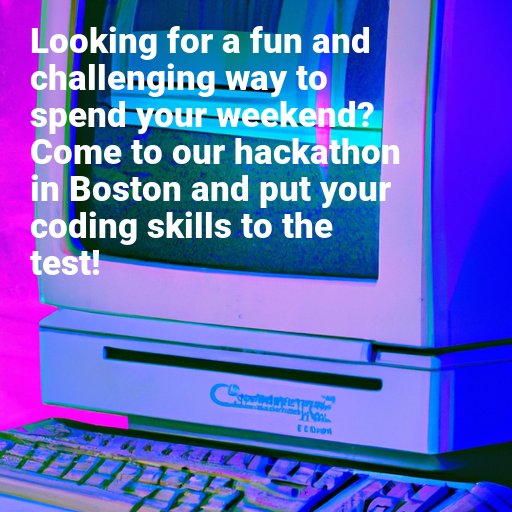 Looking for a fun and
challenging way to
spend your weekend?
Come to our hackathon
in Boston and put your
coding skills to the
test!